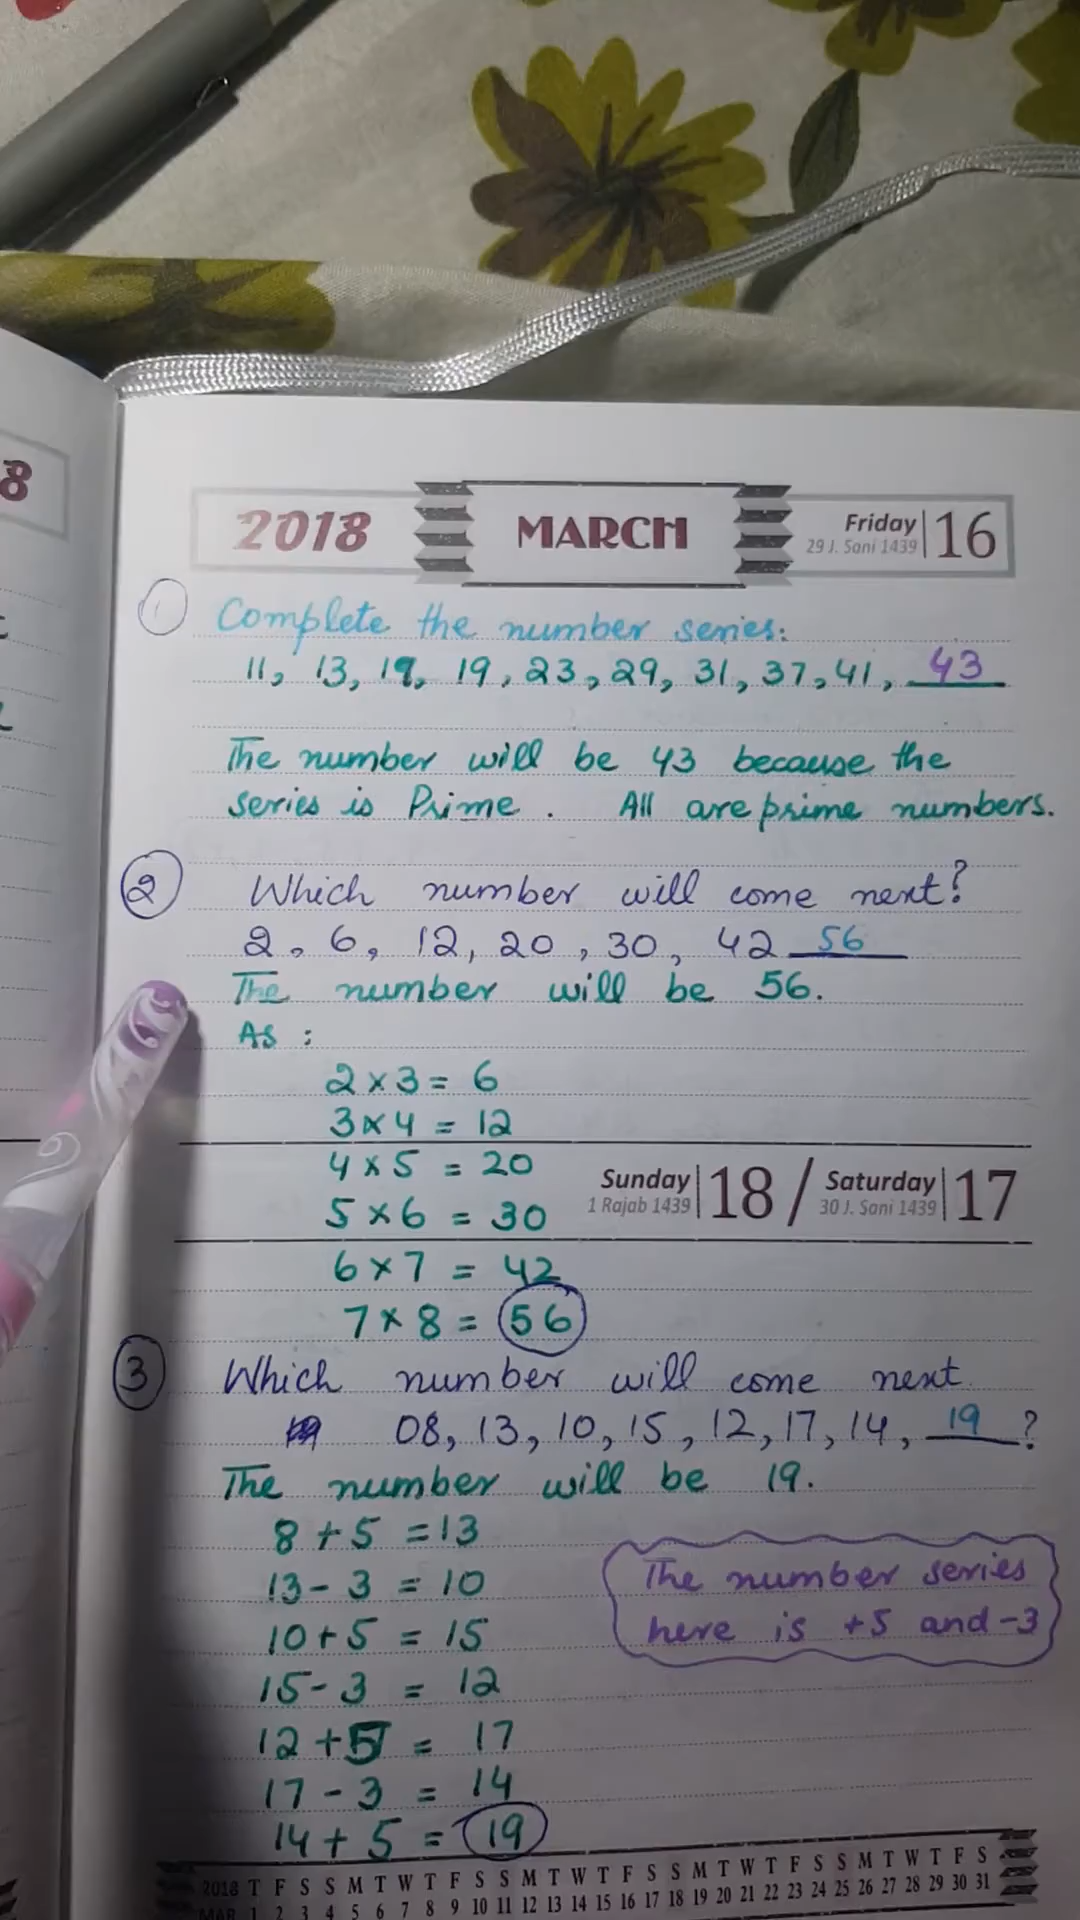 8
2018 MARCH Friday 16
29 J. Sani 1439
1 Complete the number series:
11, 13, 19, 19, 23, 29, 31, 37, 41, 43
The number will be 43 because the
series is Prime. All are prime numbers.
2 Which number will come next?
2, 6, 12, 20, 30, 42 56
The number will be 56.
As :
2 x 3 = 6
3 x 4 = 12
4 x 5 = 20
Sunday 18 / Saturday 17
1 Rajab 1439 30 J. Sani 1439
5 x 6 = 30
6 x 7 = 42
7 x 8 = 56
3 Which number will come next
08, 13, 10, 15, 12, 17, 14, 19 ?
The number will be 19.
8 + 5 = 13
13 - 3 = 10
10 + 5 = 15
15 - 3 = 12
12 + 5 = 17
17 - 3 = 14
14 + 5 = 19
The number series
here is +5 and -3
2018 T F S S M T W T F S S M T W T F S S M T W T F S S M T W T F S
MAR 1 2 3 4 5 6 7 8 9 10 11 12 13 14 15 16 17 18 19 20 21 22 23 24 25 26 27 28 29 30 31